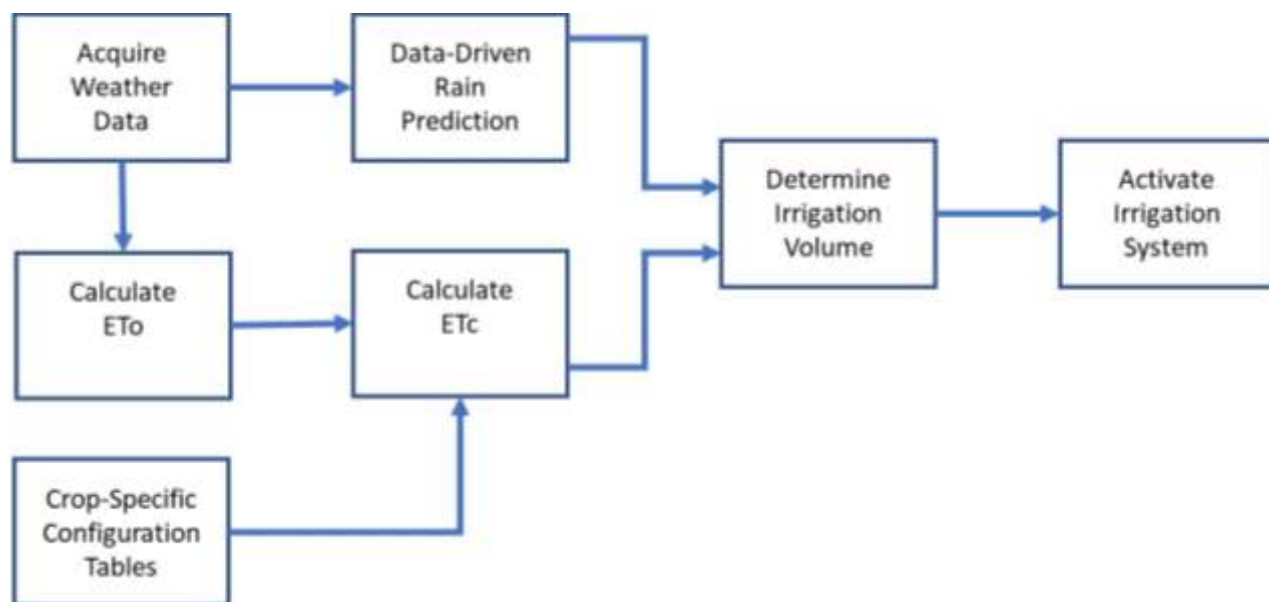 Acquire
Weather
Data
Data-Driven
Rain
Prediction
Determine
Irrigation
Volume
Activate
Irrigation
System
Calculate
ETo
Calculate
ETc
Crop-Specific
Configuration
Tables